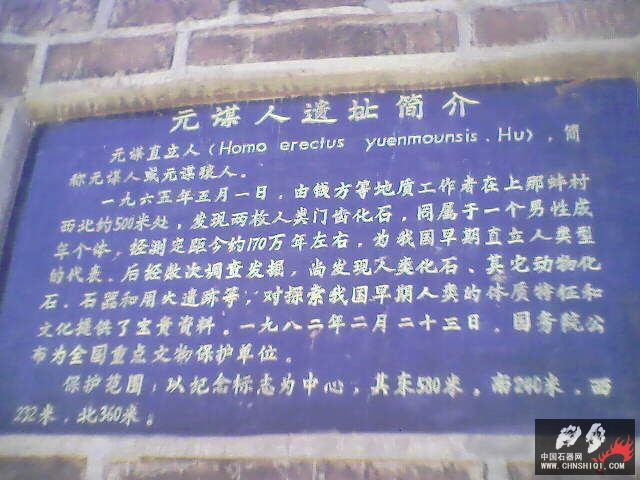 元谋人遗址简介
元谋直立人(Homo erectus yuenmounsis.Hu),简
称元谋人或元谋猿人。
一九六五年五月一日,由钱方等地质工作者在上那蚌村
西北约500米处,发现两枚人类门齿化石,同属于一个男性成
年个体,经测定距今约170万年左右,为我国早期直立人类型
的代表。后经数次调查发掘,尚发现人类化石、其它动物化
石、石器和用火遗迹等,对探索我国早期人类的体质特征和
文化提供了宝贵资料。一九八二年二月二十三日,国务院公
布为全国重点文物保护单位。
保护范围:以纪念标志为中心,其东580米,南240米,西
232米,北360米。
中国石器网
WWW.CHNSHIQI.COM